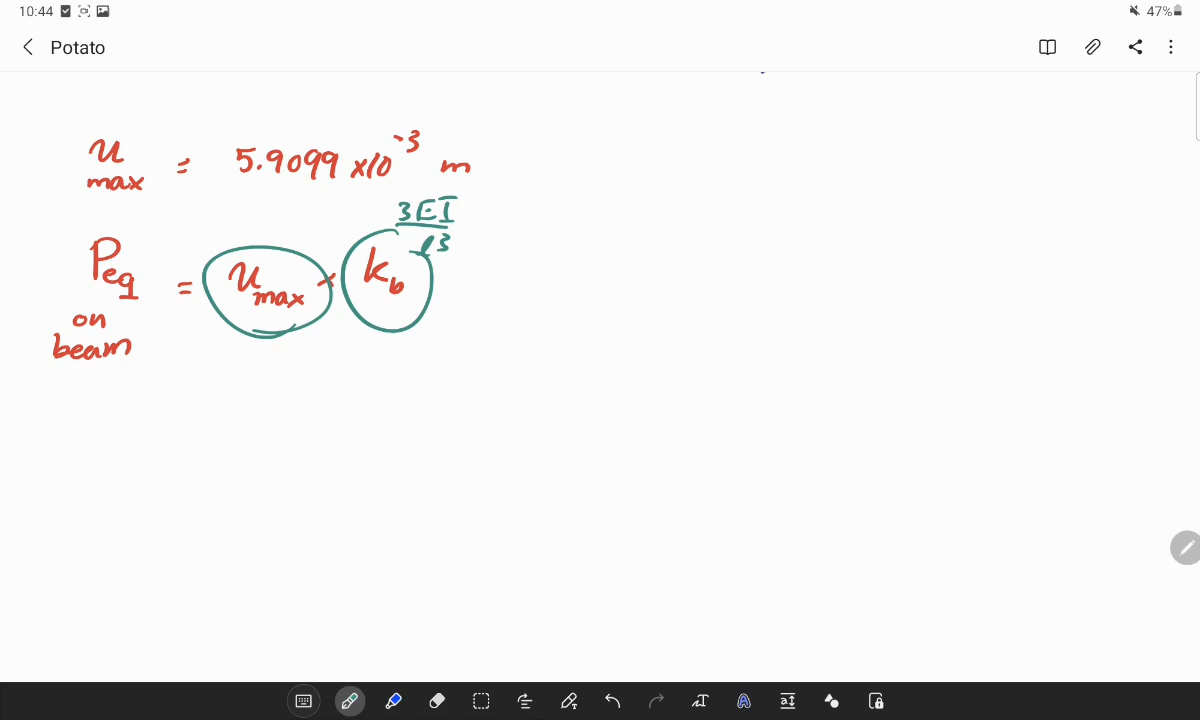 10:44 47%
Potato
u max = 5.9099 x10⁻³ m
3EI
l³
Peq on beam = u max × kb